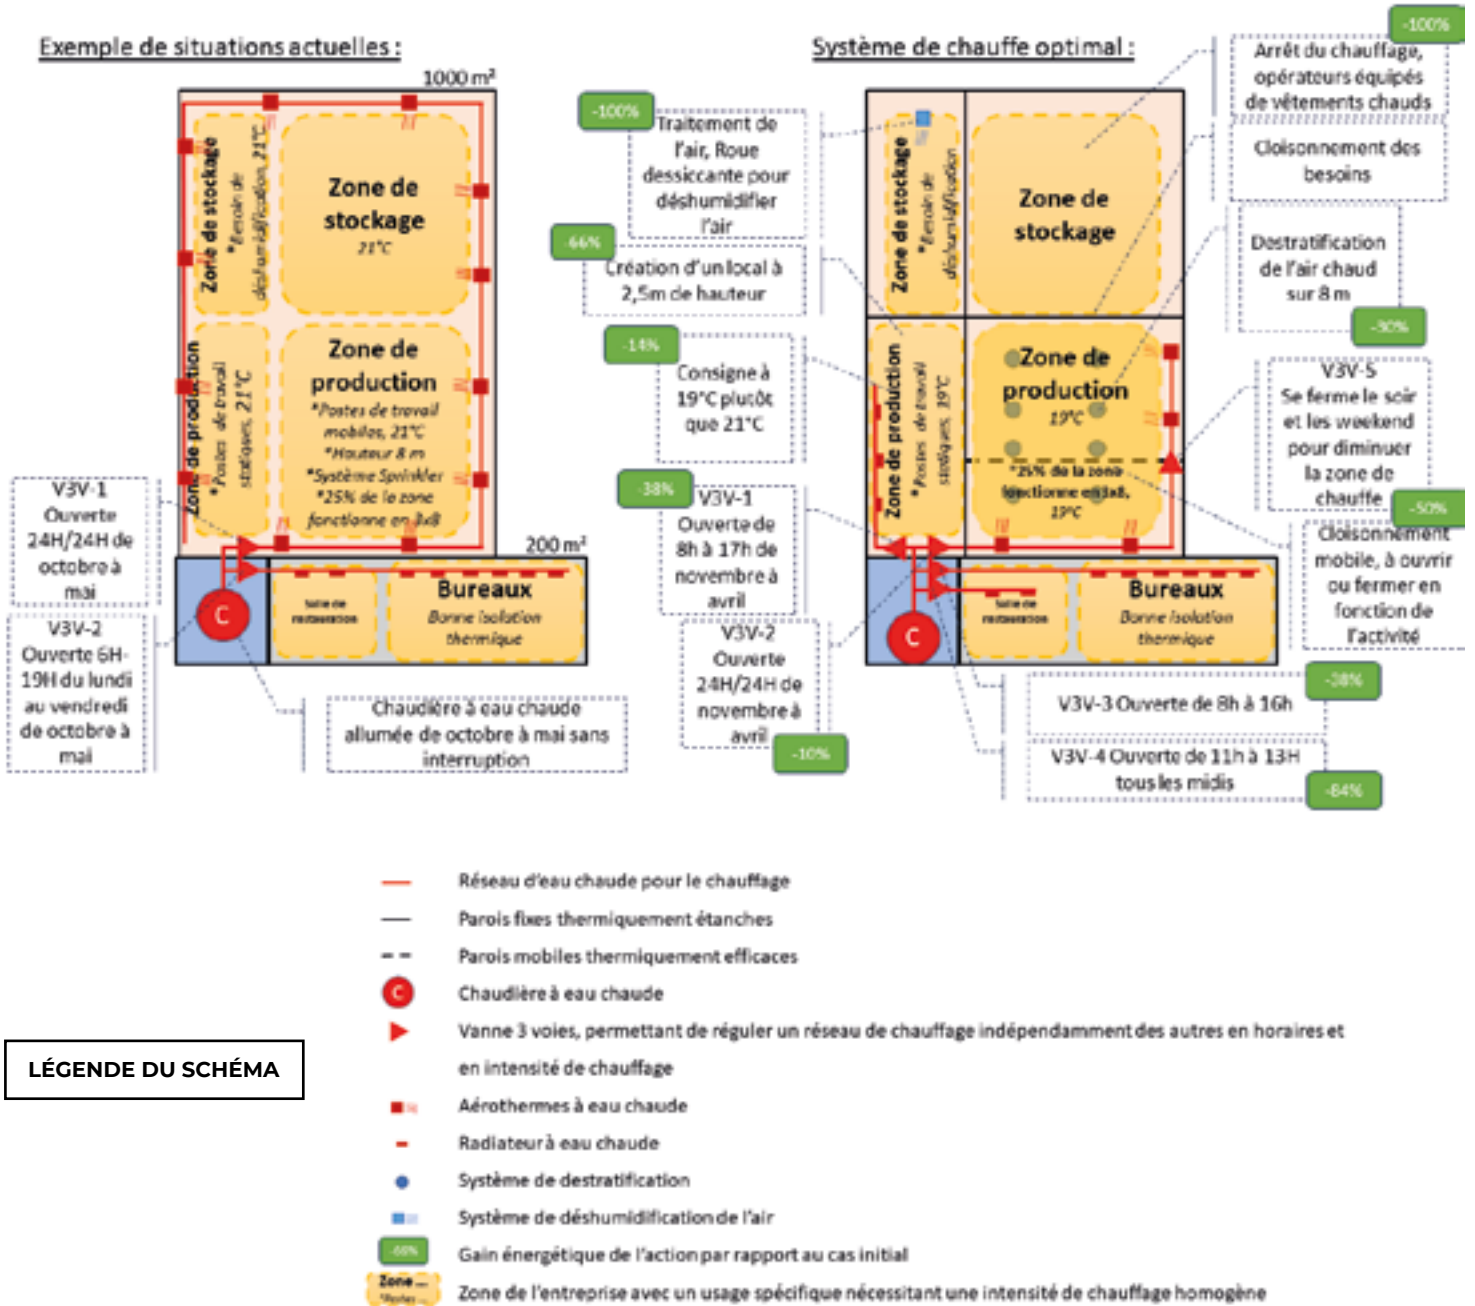 Exemple de situations actuelles :
1000 m²
Zone de stockage
*Besoin de
déshumidification, 21°C
Zone de
stockage
21°C
Zone de production
*Postes de travail
statiques, 21°C
Zone de
production
*Postes de travail
mobiles, 21°C
*Hauteur 8 m
*Système Sprinkler
*25% de la zone
fonctionne en 3x8
200 m²
C
Salle de
restauration
Bureaux
Bonne isolation
thermique
V3V-1
Ouverte
24H/24H de
octobre à
mai
V3V-2
Ouverte 6H-
19H du lundi
au vendredi
de octobre à
mai
Chaudière à eau chaude
allumée de octobre à mai sans
interruption
Système de chauffe optimal :
-100%
Traitement de
l'air, Roue
dessiccante pour
déshumidifier
l'air
-66%
Création d'un local à
2,5m de hauteur
-14%
Consigne à
19°C plutôt
que 21°C
-38%
V3V-1
Ouverte de
8h à 17h de
novembre à
avril
V3V-2
Ouverte
24H/24H de
novembre à
avril
-10%
Zone de stockage
*Besoin de
déshumidification
Zone de
stockage
Zone de production
*Postes de travail
statiques, 19°C
Zone de
production
19°C
*25% de la zone
fonctionne en 3x8,
19°C
C
Salle de
restauration
Bureaux
Bonne isolation
thermique
-100%
Arrêt du chauffage,
opérateurs équipés
de vêtements chauds
Cloisonnement des
besoins
Destratification
de l'air chaud
sur 8 m
-30%
V3V-5
Se ferme le soir
et les weekend
pour diminuer
la zone de
chauffe
-50%
Cloisonnement
mobile, à ouvrir
ou fermer en
fonction de
l'activité
-38%
V3V-3 Ouverte de 8h à 16h
V3V-4 Ouverte de 11h à 13H
tous les midis
-84%
LÉGENDE DU SCHÉMA
Réseau d'eau chaude pour le chauffage
Parois fixes thermiquement étanches
Parois mobiles thermiquement efficaces
C
Chaudière à eau chaude
Vanne 3 voies, permettant de réguler un réseau de chauffage indépendamment des autres en horaires et
en intensité de chauffage
Aérothermes à eau chaude
Radiateur à eau chaude
Système de destratification
Système de déshumidification de l'air
-66%
Gain énergétique de l'action par rapport au cas initial
Zone ...
*Postes ...
Zone de l'entreprise avec un usage spécifique nécessitant une intensité de chauffage homogène